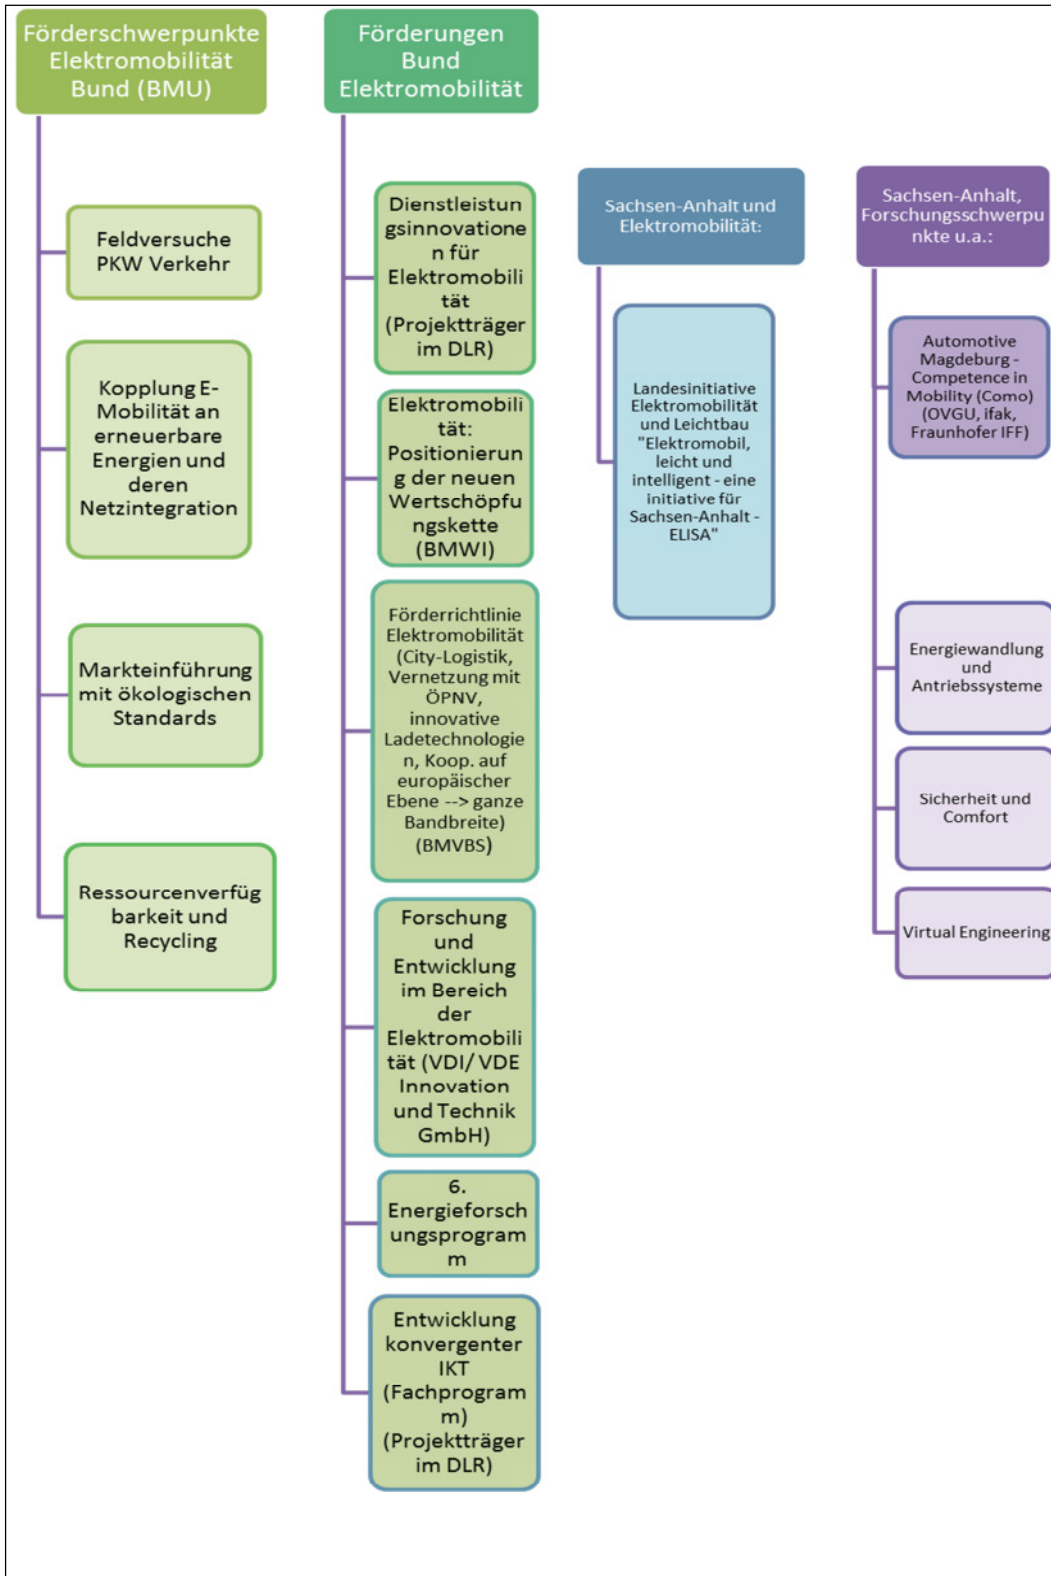 Förderschwerpunkte
Elektromobilität
Bund (BMU)
Feldversuche
PKW Verkehr
Kopplung E-
Mobilität an
erneuerbare
Energien und
deren
Netzintegration
Markteinführung
mit ökologischen
Standards
Ressourcenverfüg
barkeit und
Recycling
Förderungen
Bund
Elektromobilität
Dienstleistun
gsinnovatione
n für
Elektromobili
tät
(Projektträger
im DLR)
Elektromobili
tät:
Positionierun
g der neuen
Wertschöpfu
ngskette
(BMWI)
Förderrichtlinie
Elektromobilität
(City-Logistik,
Vernetzung mit
ÖPNV,
innovative
Ladetechnologie
n, Koop. auf
europäischer
Ebene --> ganze
Bandbreite)
(BMVBS)
Forschung
und
Entwicklung
im Bereich
der
Elektromobili
tät (VDI/ VDE
Innovation
und Technik
GmbH)
6.
Energieforsch
ungsprogram
m
Entwicklung
konvergenter
IKT
(Fachprogram
m)
(Projektträger
im DLR)
Sachsen-Anhalt und
Elektromobilität:
Landesinitiative
Elektromobilität
und Leichtbau
"Elektromobil,
leicht und
intelligent - eine
initiative für
Sachsen-Anhalt -
ELISA"
Sachsen-Anhalt,
Forschungsschwerpu
nkte u.a.:
Automotive
Magdeburg -
Competence in
Mobility (Como)
(OVGU, ifak,
Fraunhofer IFF)
Energiewandlung
und
Antriebssysteme
Sicherheit und
Comfort
Virtual Engineering